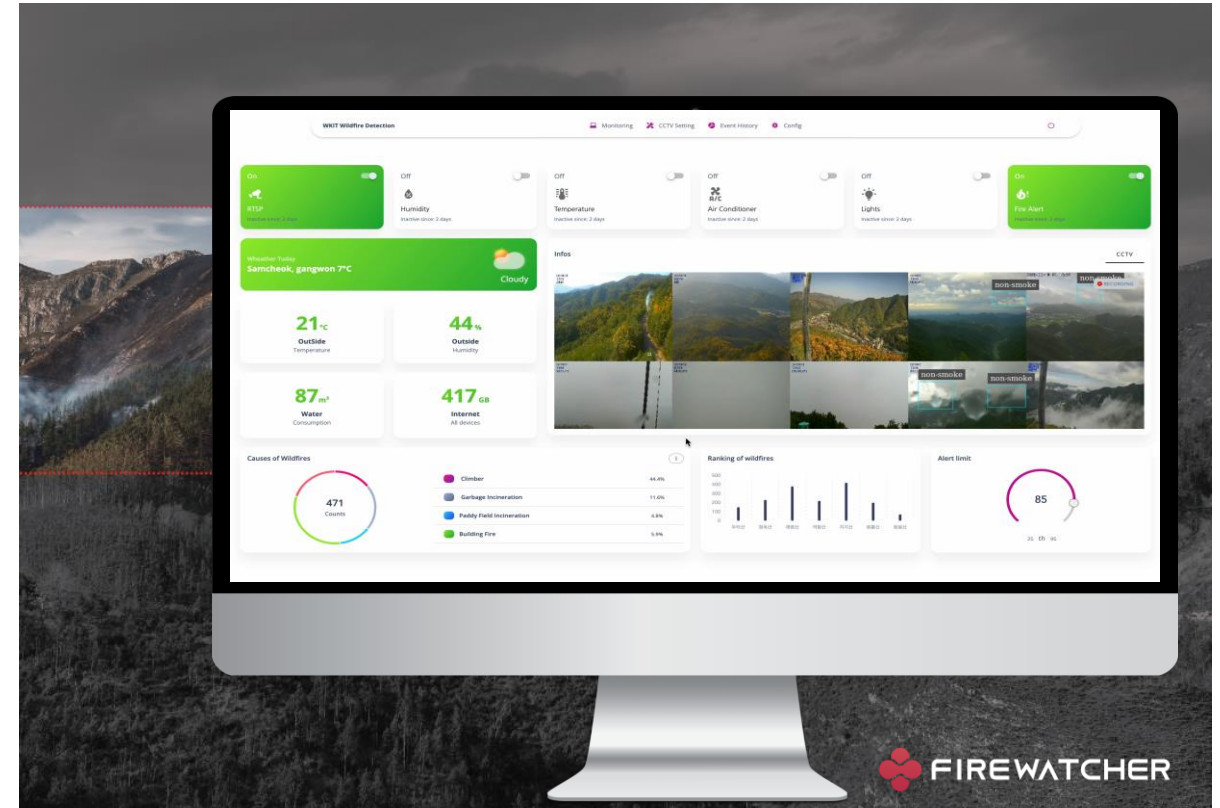 WKIT Wildfire Detection
Monitoring
CCTV Setting
Event History
Config
On
RTSP
Inactive since: 2 days
Off
Humidity
Inactive since: 2 days
Off
Temperature
Inactive since: 2 days
Off
A/C
Air Conditioner
Inactive since: 2 days
Off
Lights
Inactive since: 2 days
On
Fire Alert
Inactive since: 2 days
Wheather Today
Samcheok, gangwon 7°C
Cloudy
21°C
OutSide
Temperature
44%
Outside
Humidity
87m³
Water
Consumption
417GB
Internet
All devices
Infos
CCTV
non-smoke
non-smoke
RECORDING
non-smoke
non-smoke
Causes of Wildfires
471
Counts
Climber
44.4%
Garbage Incineration
11.6%
Paddy Field Incineration
4.8%
Building Fire
5.9%
Ranking of wildfires
500
400
300
200
100
0
Alert limit
85
FIREWATCHER